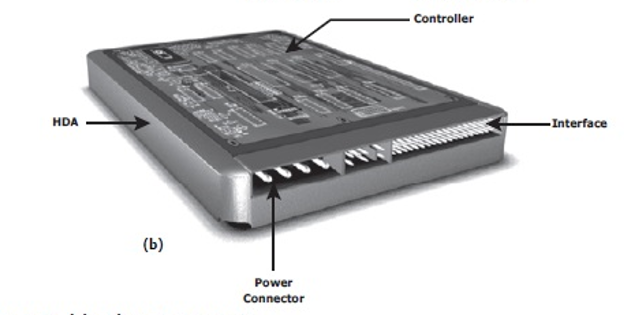 Controller
HDA
Interface
(b)
Power
Connector